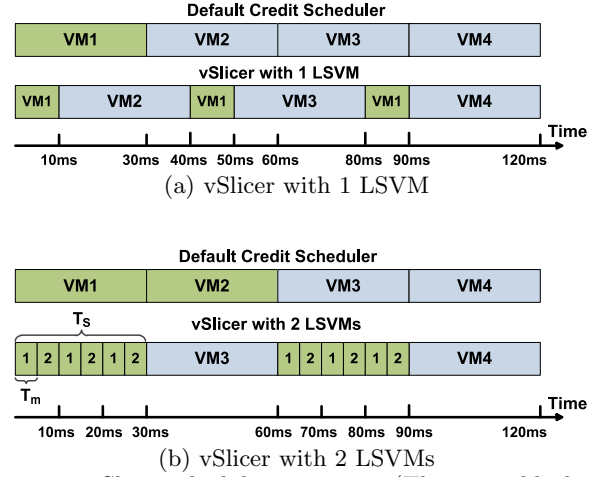 Default Credit Scheduler
VM1 VM2 VM3 VM4
vSlicer with 1 LSVM
VM1 VM2 VM1 VM3 VM1 VM4
Time
10ms 30ms 40ms 50ms 60ms 80ms 90ms 120ms
(a) vSlicer with 1 LSVM
Default Credit Scheduler
VM1 VM2 VM3 VM4
TS
vSlicer with 2 LSVMs
1 2 1 2 1 2 VM3 1 2 1 2 1 2 VM4
Tm
Time
10ms 20ms 30ms 60ms 70ms 80ms 90ms 120ms
(b) vSlicer with 2 LSVMs